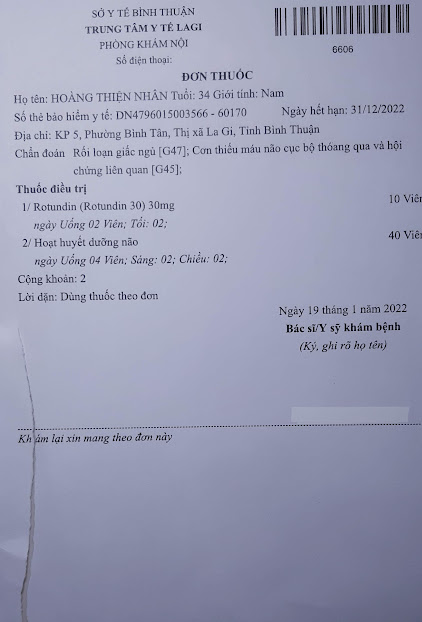 SỞ Y TẾ BÌNH THUẬN
TRUNG TÂM Y TẾ LAGI
PHÒNG KHÁM NỘI
Số điện thoại:
6606
ĐƠN THUỐC
Họ tên: HOÀNG THIỆN NHÂN Tuổi: 34 Giới tính: Nam
Số thẻ bảo hiểm y tế: DN4796015003566 - 60170 Ngày hết hạn: 31/12/2022
Địa chỉ: KP 5, Phường Bình Tân, Thị xã La Gi, Tỉnh Bình Thuận
Chẩn đoán Rối loạn giấc ngủ [G47]; Cơn thiếu máu não cục bộ thóang qua và hội
chứng liên quan [G45];
Thuốc điều trị
1/ Rotundin (Rotundin 30) 30mg 10 Viên
ngày Uống 02 Viên; Tối: 02;
2/ Hoạt huyết dưỡng não 40 Viên
ngày Uống 04 Viên; Sáng: 02; Chiều: 02;
Cộng khoản: 2
Lời dặn: Dùng thuốc theo đơn
Ngày 19 tháng 1 năm 2022
Bác sĩ/Y sỹ khám bệnh
(Ký, ghi rõ họ tên)
Khám lại xin mang theo đơn này